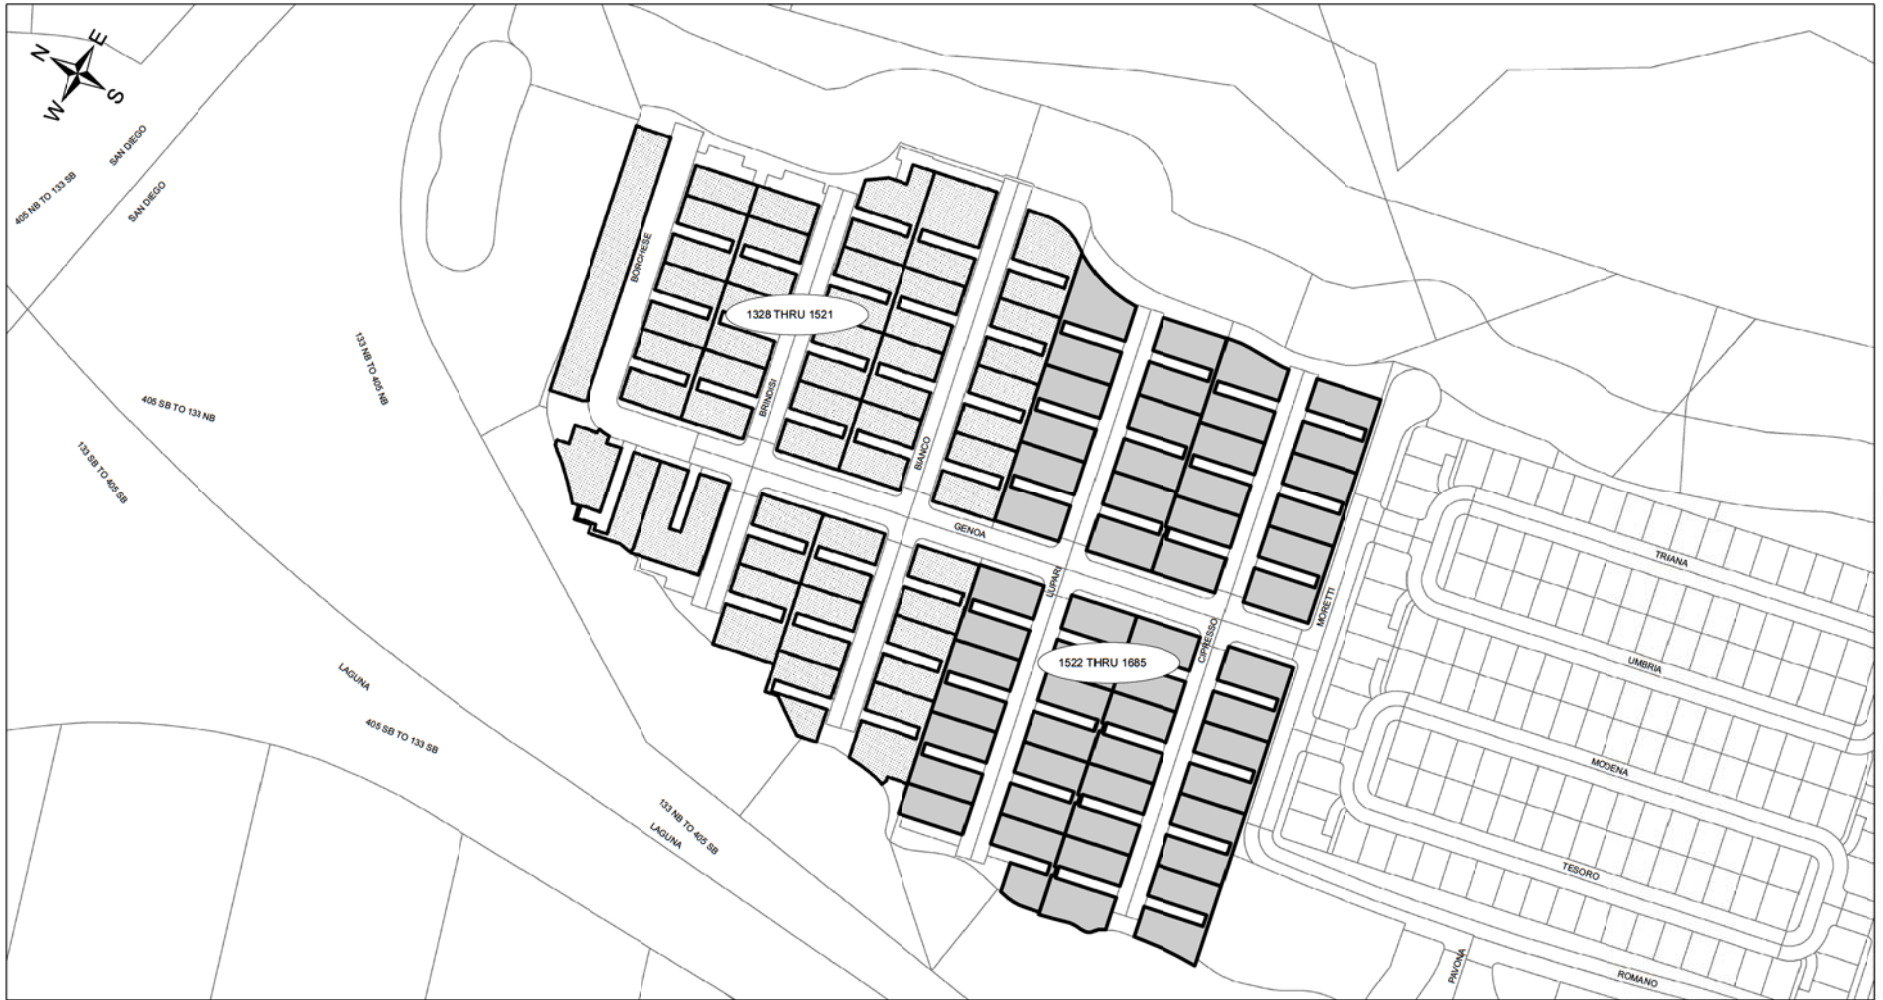 N
E
W
S
SAN DIEGO
405 NB TO 133 SB
SAN DIEGO
BORGHESE
1328 THRU 1521
133 NB TO 405 NB
405 SB TO 133 NB
BRINDISI
133 SB TO 405 SB
BIANCO
GENOA
TRIANA
LIPARI
MORETTI
CIPRESSO
1522 THRU 1685
UMBRIA
LAGUNA
405 SB TO 133 SB
MODENA
133 NB TO 405 SB
LAGUNA
TESORO
PAVONA
ROMANO